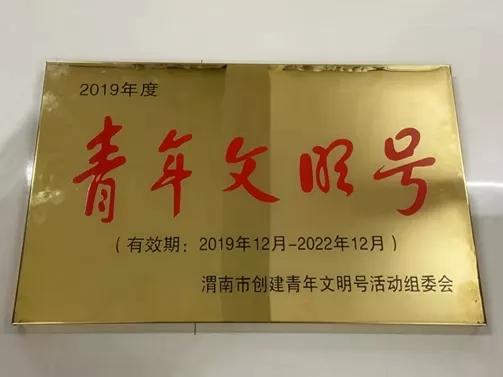 2019年度
青年文明号
（有效期：2019年12月-2022年12月）
渭南市创建青年文明号活动组委会